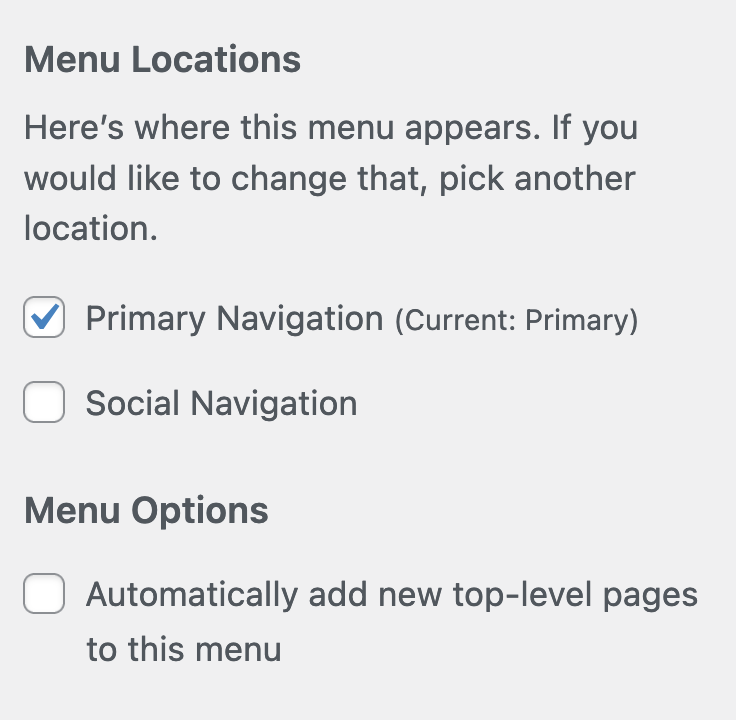 Menu Locations
Here’s where this menu appears. If you
would like to change that, pick another
location.
Primary Navigation (Current: Primary)
Social Navigation
Menu Options
Automatically add new top-level pages
to this menu